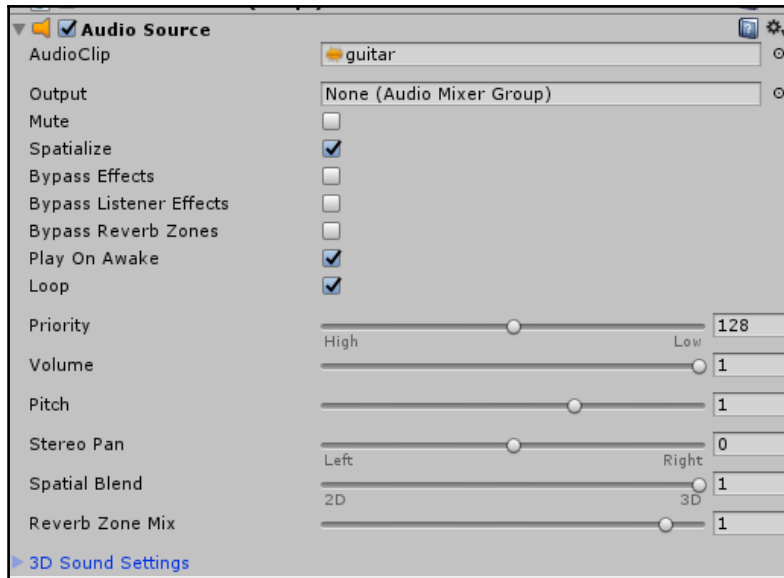 Audio Source
AudioClip guitar
Output None (Audio Mixer Group)
Mute
Spatialize
Bypass Effects
Bypass Listener Effects
Bypass Reverb Zones
Play On Awake
Loop
Priority 128
High Low
Volume 1
Pitch 1
Stereo Pan 0
Left Right
Spatial Blend 1
2D 3D
Reverb Zone Mix 1
3D Sound Settings